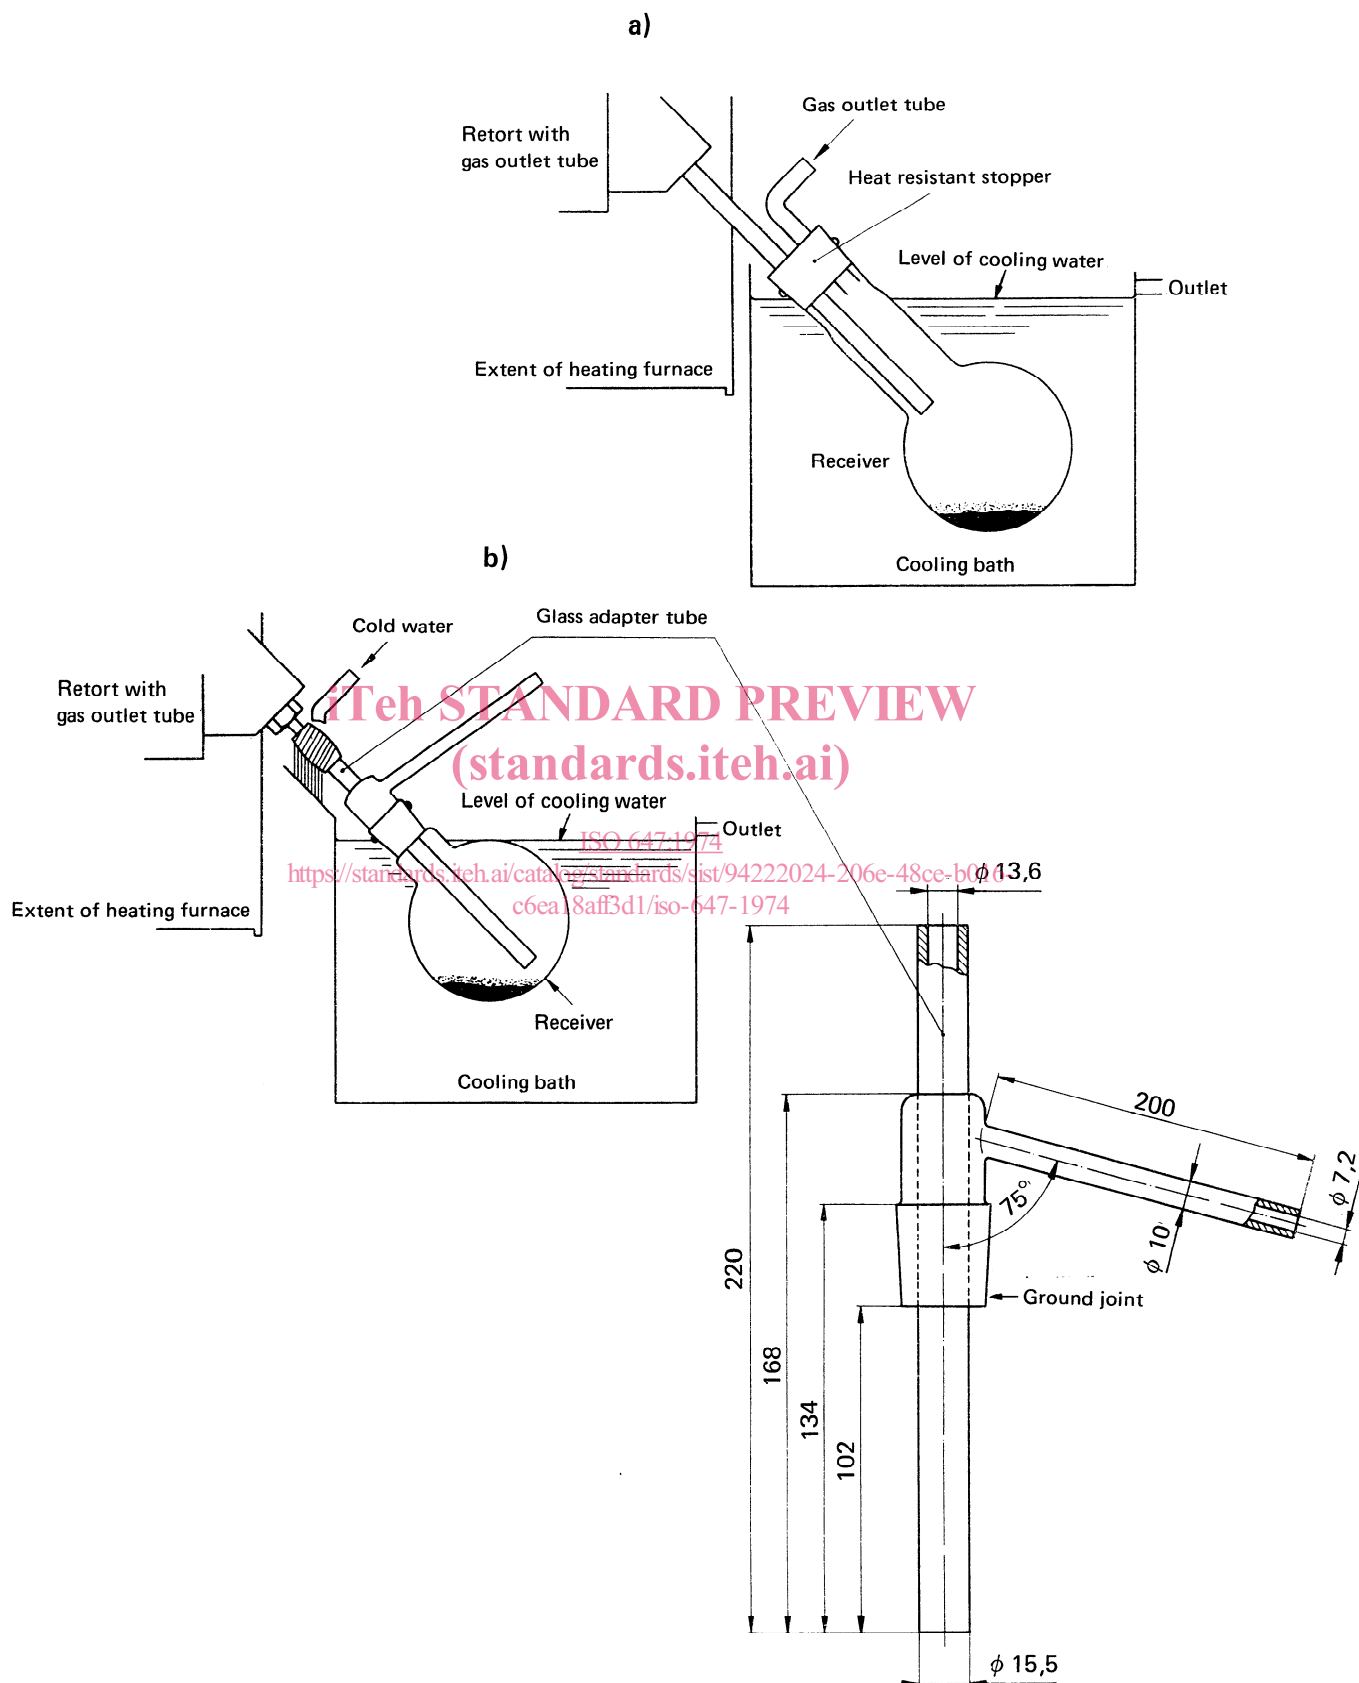 a)
Gas outlet tube
Retort with
gas outlet tube
Heat resistant stopper
Level of cooling water
Outlet
Extent of heating furnace
Receiver
Cooling bath
b)
Glass adapter tube
Cold water
Retort with
gas outlet tube
iTeh STANDARD PREVIEW
(standards.iteh.ai)
Level of cooling water
Outlet
ISO 647:1974
https://standards.iteh.ai/catalog/standards/sist/94222024-206e-48ce-b016-
c6ea18aff3d1/iso-647-1974
ϕ 13,6
Extent of heating furnace
Receiver
Cooling bath
200
ϕ 7,2
75°
ϕ 10
220
Ground joint
168
134
102
ϕ 15,5